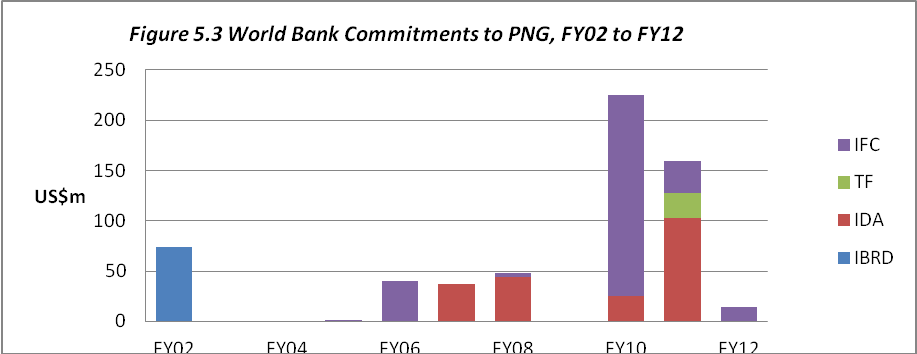 Figure 5.3 World Bank Commitments to PNG, FY02 to FY12
250
200
150
100
50
0
US$m
IFC
TF
IDA
IBRD
FY02 FY04 FY06 FY08 FY10 FY12